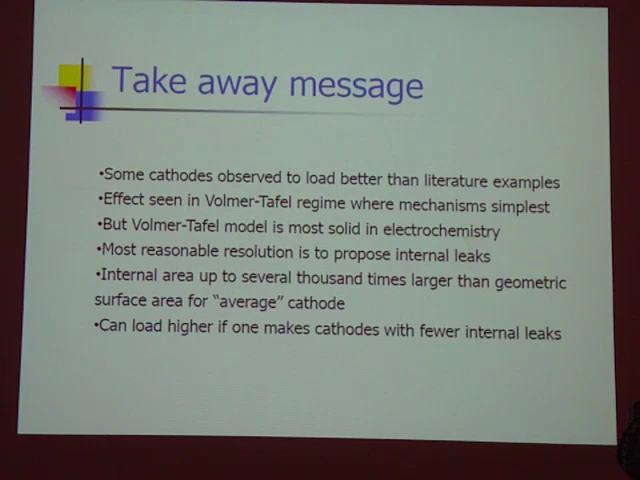 Take away message
•Some cathodes observed to load better than literature examples
•Effect seen in Volmer-Tafel regime where mechanisms simplest
•But Volmer-Tafel model is most solid in electrochemistry
•Most reasonable resolution is to propose internal leaks
•Internal area up to several thousand times larger than geometric
surface area for “average” cathode
•Can load higher if one makes cathodes with fewer internal leaks